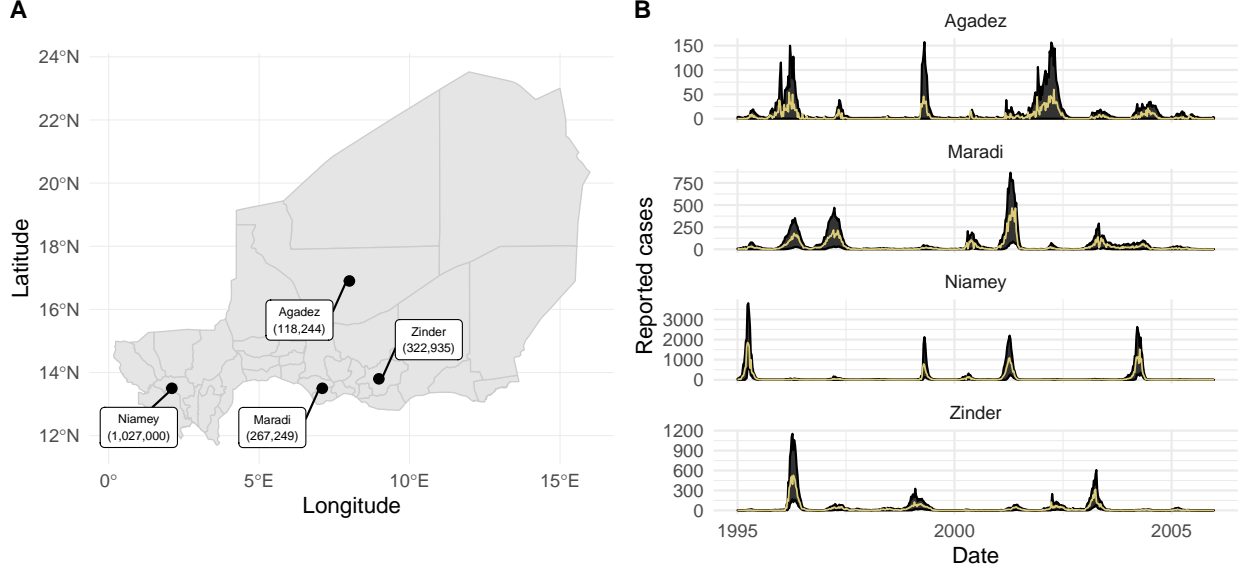 A
24°N
22°N
20°N
18°N
16°N
14°N
12°N
Latitude
Agadez
(118,244)
Zinder
(322,935)
Niamey
(1,027,000)
Maradi
(267,249)
0°
5°E
10°E
15°E
Longitude
B
Reported cases
Agadez
150
100
50
0
Maradi
750
500
250
0
Niamey
3000
2000
1000
0
Zinder
1200
900
600
300
0
1995
2000
2005
Date